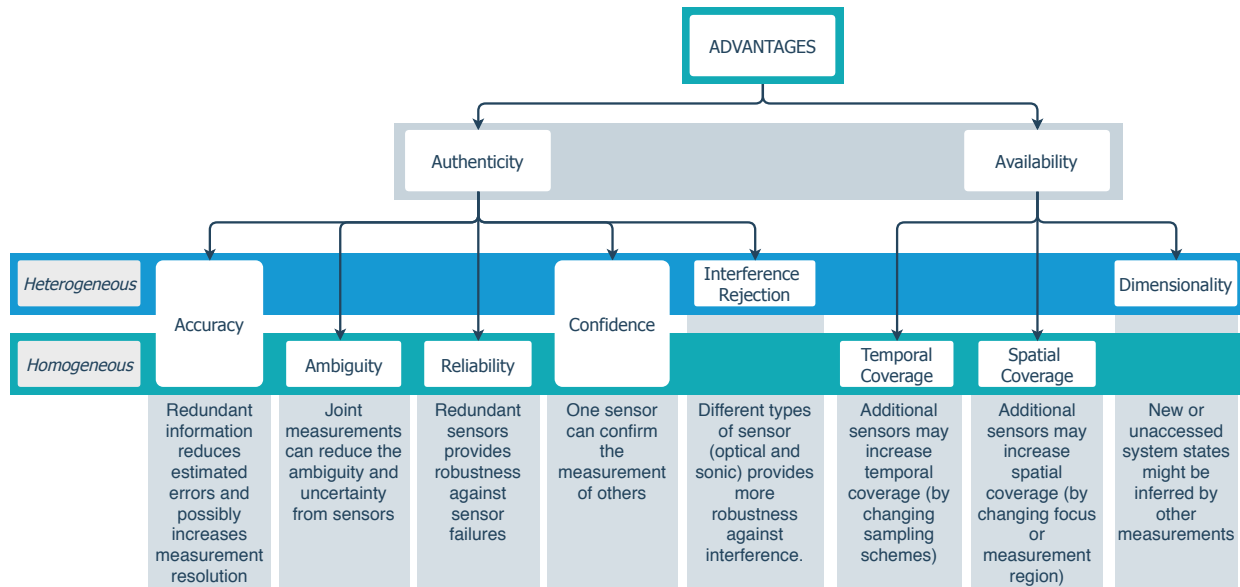 ADVANTAGES
Authenticity
Availability
Heterogeneous
Interference
Rejection
Dimensionality
Accuracy
Confidence
Homogeneous
Ambiguity
Reliability
Temporal
Coverage
Spatial
Coverage
Redundant
information
reduces
estimated
errors and
possibly
increases
measurement
resolution
Joint
measurements
can reduce the
ambiguity and
uncertainty
from sensors
Redundant
sensors
provides
robustness
against
sensor
failures
One sensor
can confirm
the
measurement
of others
Different types
of sensor
(optical and
sonic) provides
more
robustness
against
interference.
Additional
sensors may
increase
temporal
coverage (by
changing
sampling
schemes)
Additional
sensors may
increase
spatial
coverage (by
changing focus
or
measurement
region)
New or
unaccessed
system states
might be
inferred by
other
measurements